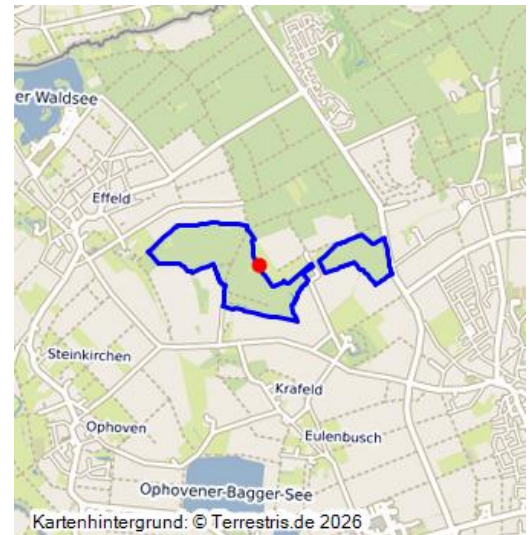 er Waldsee
Effeld
Steinkirchen
Krafeld
Ophoven
Eulenbusch
Ophovener-Bagger-See
Kartenhintergrund: © Terrestris.de 2026